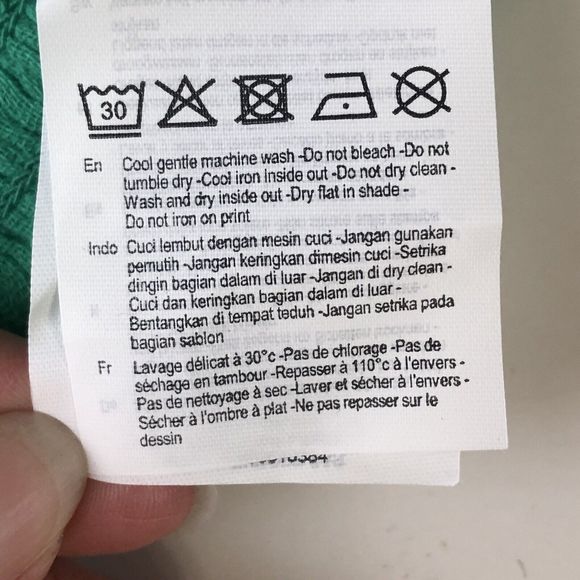 30
En Cool gentle machine wash -Do not bleach -Do not
tumble dry -Cool iron inside out -Do not dry clean -
Wash and dry inside out -Dry flat in shade -
Do not iron on print
Indo Cuci lembut dengan mesin cuci -Jangan gunakan
pemutih -Jangan keringkan dimesin cuci -Setrika
dingin bagian dalam di luar -Jangan di dry clean -
Cuci dan keringkan bagian dalam di luar -
Bentangkan di tempat teduh -Jangan setrika pada
bagian sablon
Fr Lavage délicat à 30°c -Pas de chlorage -Pas de
séchage en tambour -Repasser à 110°c à l'envers -
Pas de nettoyage à sec -Laver et sécher à l'envers -
Sécher à l'ombre à plat -Ne pas repasser sur le
dessin